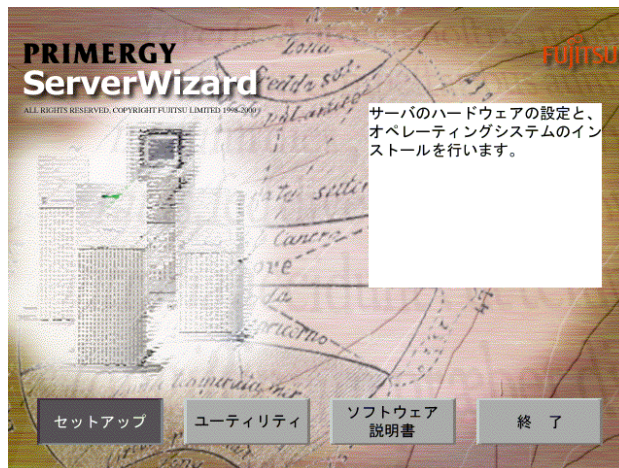 PRIMERGY
ServerWizard
ALL RIGHTS RESERVED, COPYRIGHT FUJITSU LIMITED 1998-2000
FUJITSU
サーバのハードウェアの設定と、
オペレーティングシステムのイン
ストールを行います。
Zona
Cancro
セットアップ
ユーティリティ
ソフトウェア
説明書
終 了